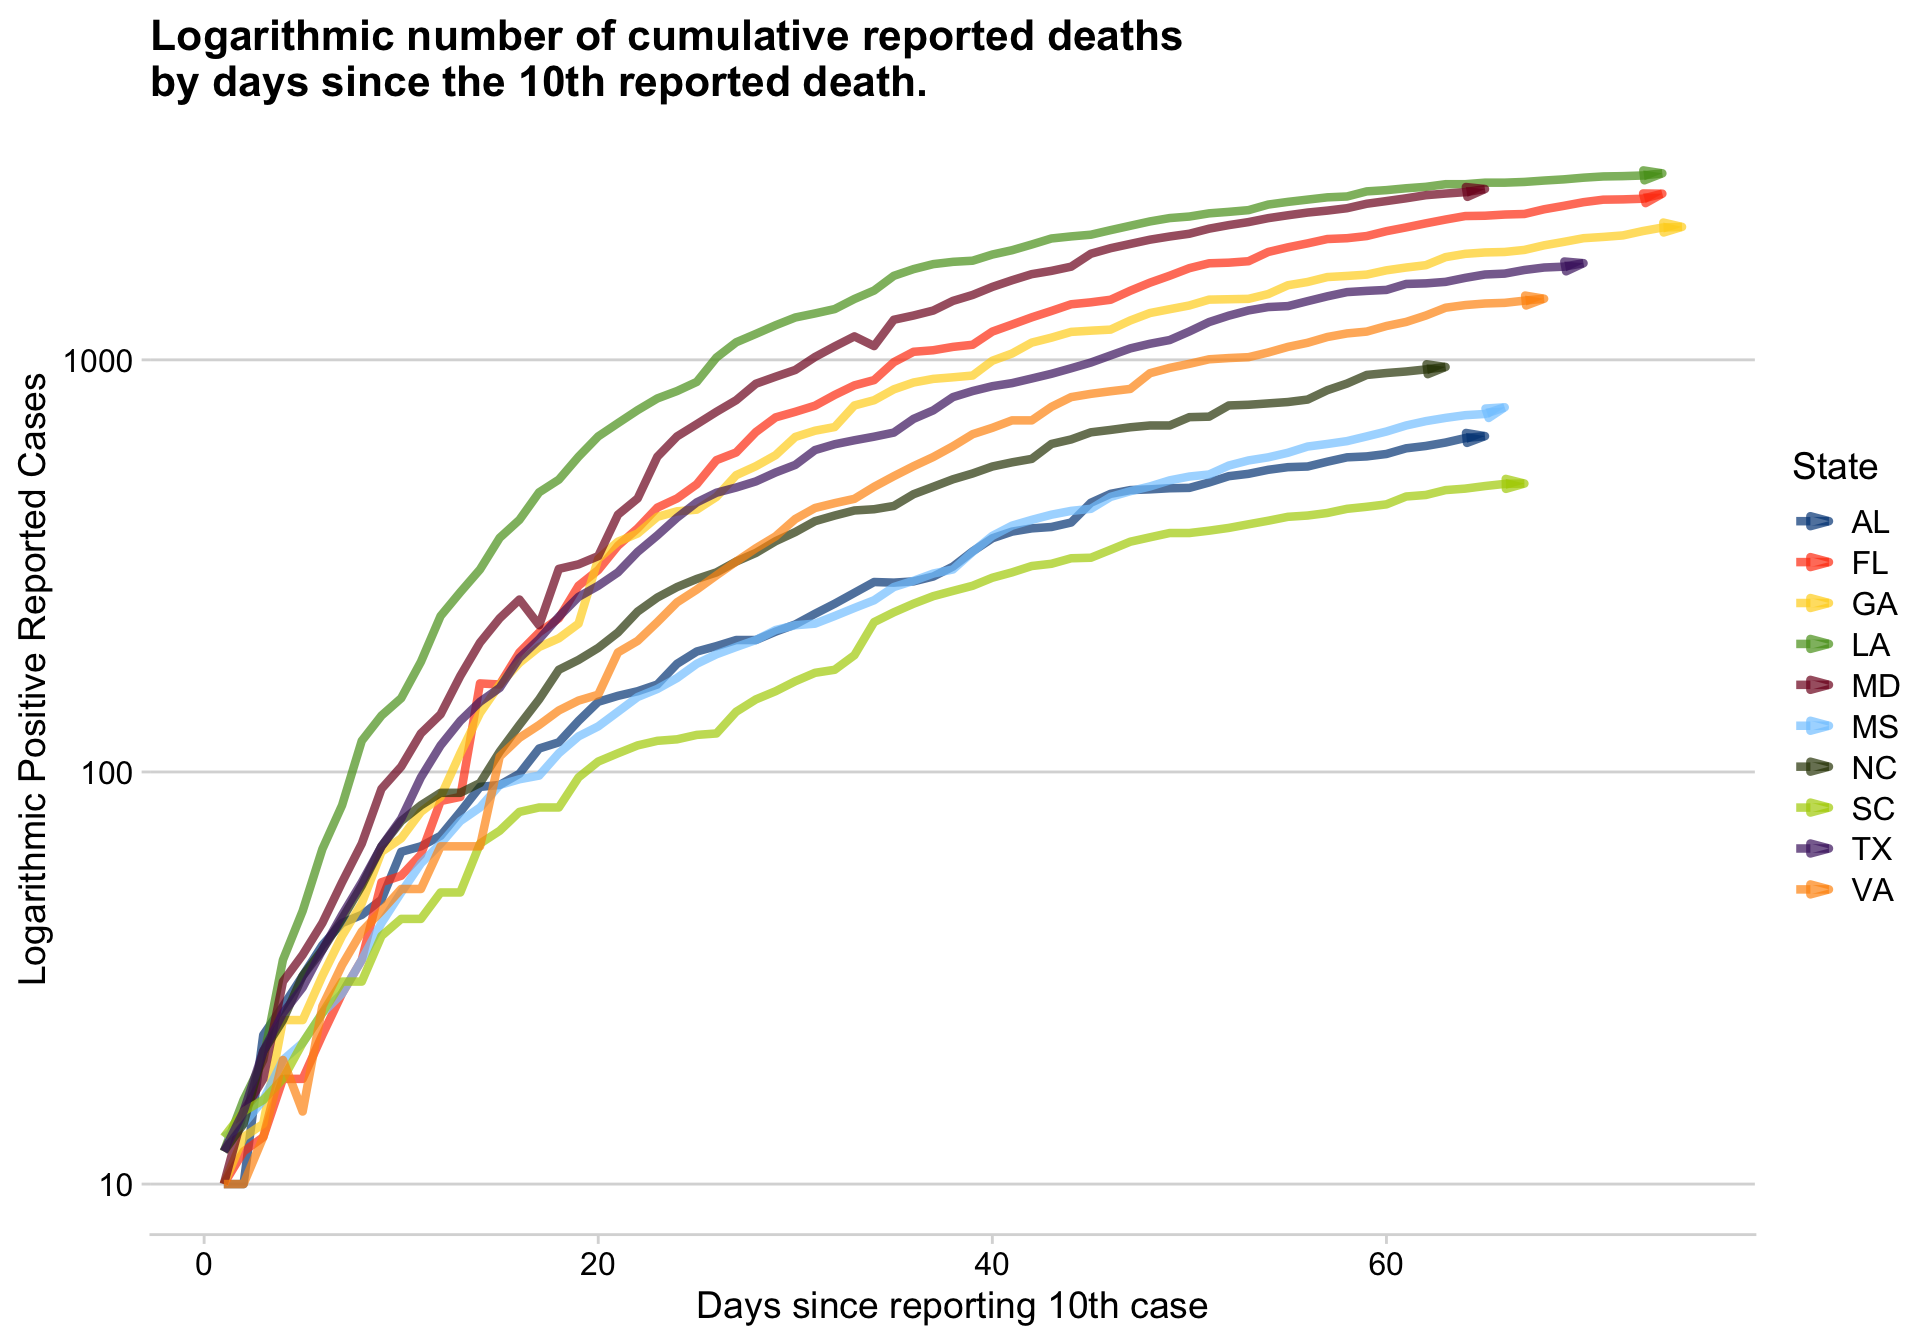 Logarithmic number of cumulative reported deaths
by days since the 10th reported death.
Logarithmic Positive Reported Cases
1000
100
10
0 20 40 60
Days since reporting 10th case
State
AL
FL
GA
LA
MD
MS
NC
SC
TX
VA